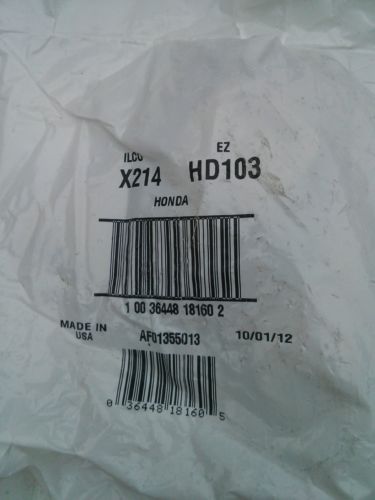 ILCO EZ
X214 HD103
HONDA
1 00 36448 18160 2
MADE IN USA
AF01355013
10/01/12
0 36448 18160 5